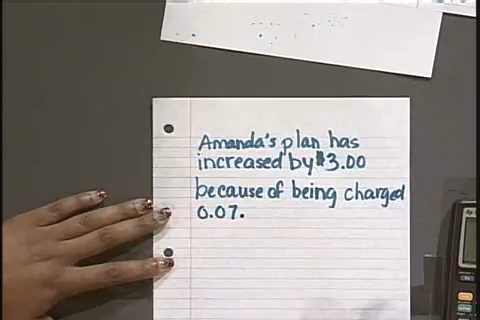 Amanda's plan has
increased by $3.00
because of being charged
0.07.